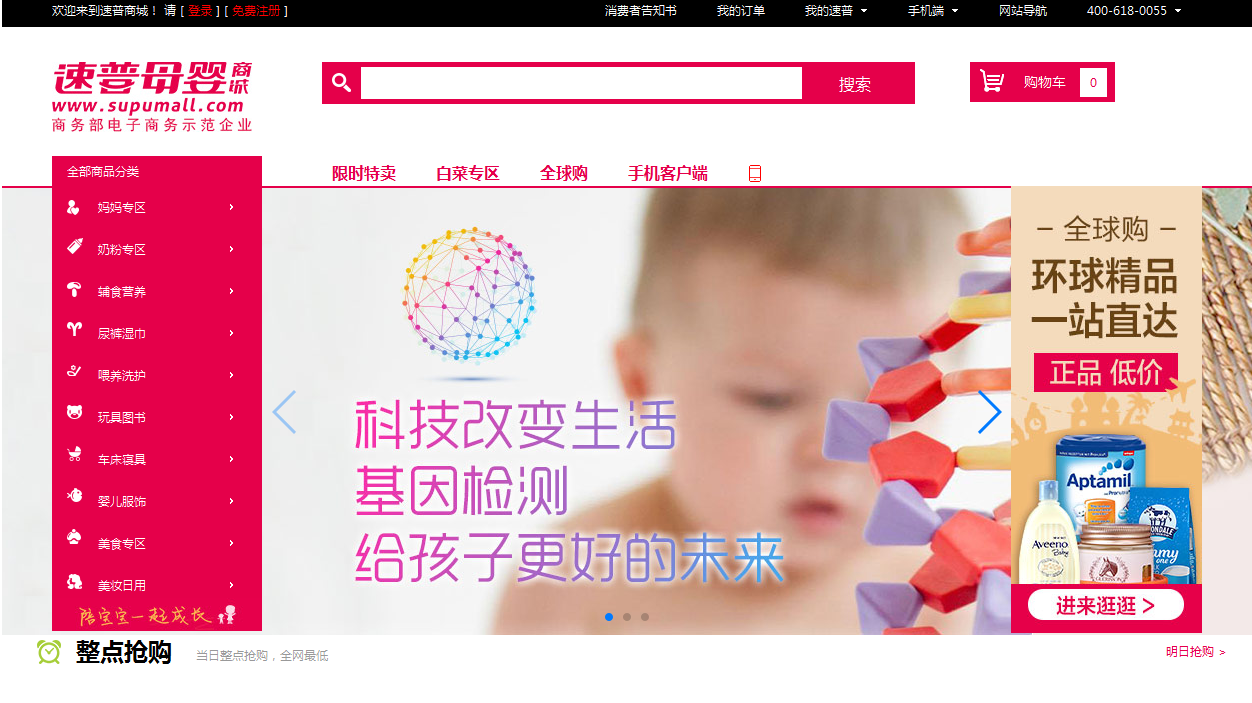 欢迎来到速普商城！ 请 [ 登录 ] [ 免费注册 ]
消费者告知书 我的订单 我的速普 手机端 网站导航 400-618-0055
速普母婴商城
www.supumall.com
商务部电子商务示范企业
搜索
购物车 0
全部商品分类
限时特卖 白菜专区 全球购 手机客户端
妈妈专区
奶粉专区
辅食营养
尿裤湿巾
喂养洗护
玩具图书
车床寝具
婴儿服饰
美食专区
美妆日用
陪宝宝一起成长
科技改变生活
基因检测
给孩子更好的未来
- 全球购 -
环球精品
一站直达
正品 低价
Aptamil
Aveeno
Baby
进来逛逛 >
整点抢购 当日整点抢购，全网最低
明日抢购 >